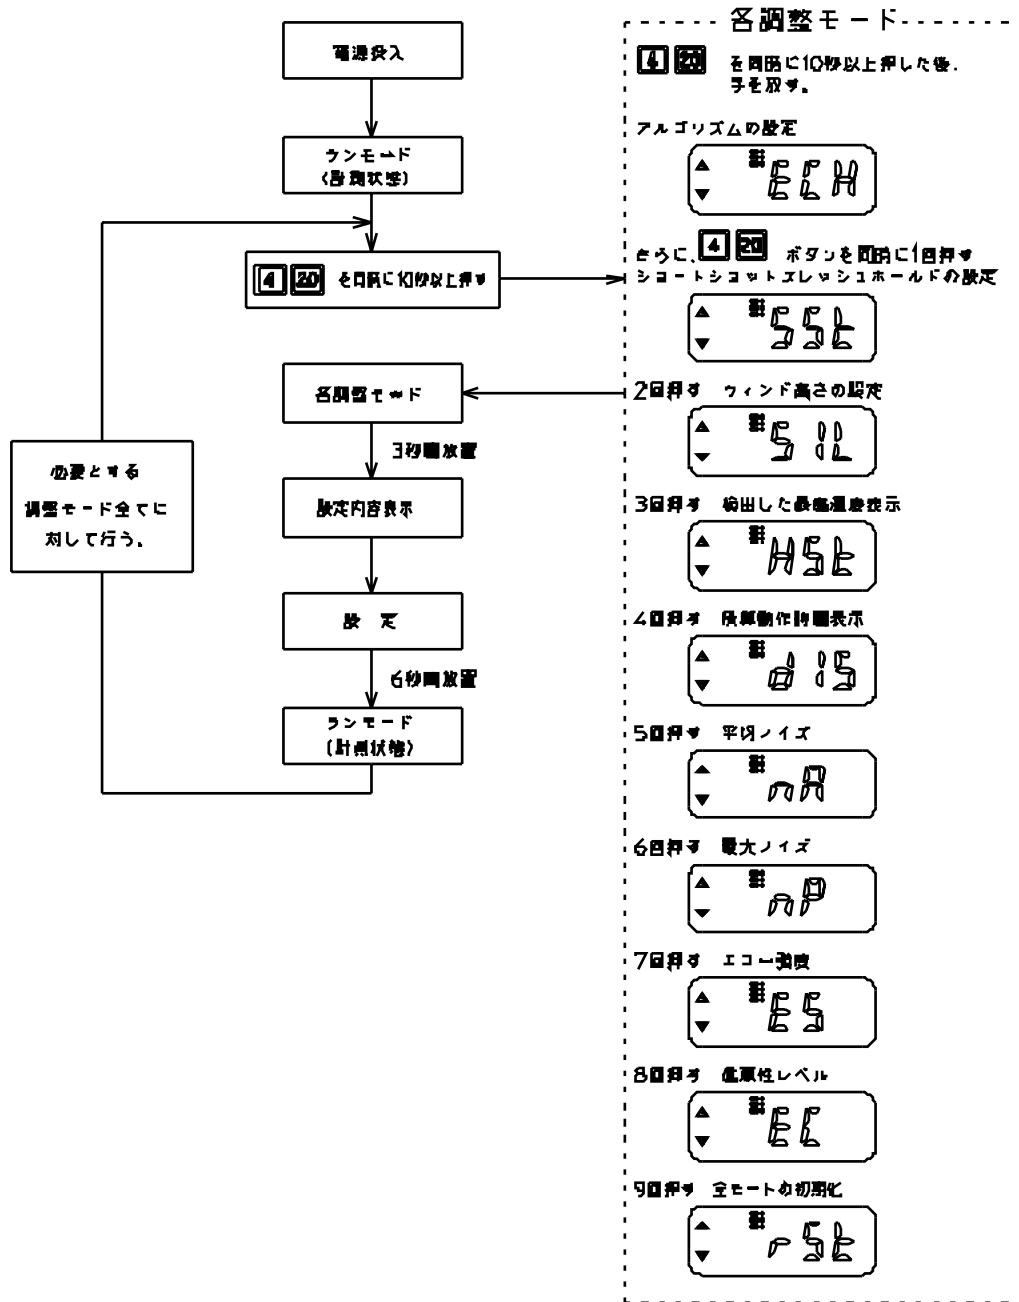 電源投入
ランモード
(計測状態)
4 20 を同時に10秒以上押す
各調整モード
3秒間放置
設定内容表示
設 定
6秒間放置
ランモード
(計測状態)
必要とする
調整モード全てに
対して行う。
各調整モード
4 20 を同時に10秒以上押した後、
手を放す。
アルゴリズムの設定
ECH
さらに、4 20 ボタンを同時に1回押す
ショートショットスレッシュホールドの設定
SSt
2回押す ウィンド高さの設定
SIL
3回押す 検出した最高温度表示
HSt
4回押す 積算動作時間表示
dIS
5回押す 平均ノイズ
nA
6回押す 最大ノイズ
nP
7回押す エコー強度
ES
8回押す 信頼性レベル
EC
9回押す 全モードの初期化
rSt